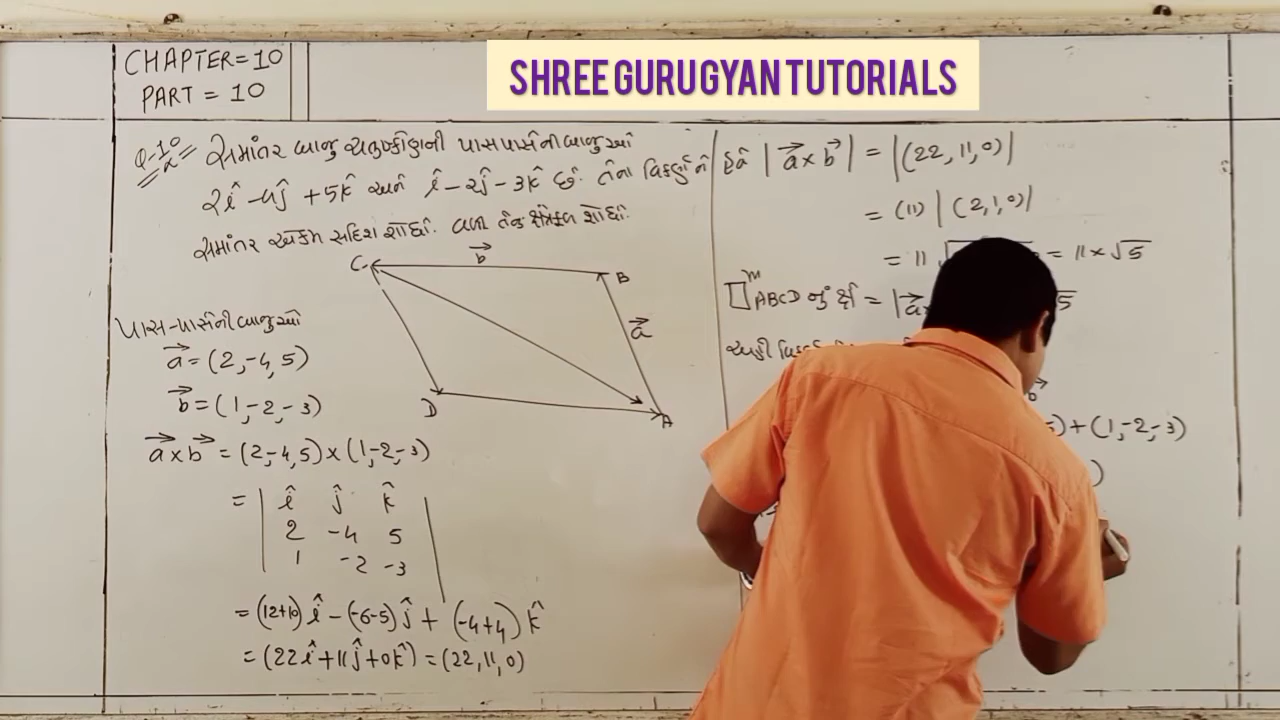 CHAPTER = 10
PART = 10
SHREE GURUGYAN TUTORIALS
Q-10 સમાંતર બાજુ ચતુષ્કોણની પાસપાસેની બાજુઓ
2î - 4ĵ + 5k̂ અને î - 2ĵ - 3k̂ છે. તેના વિકર્ણને
સમાંતર એકમ સદિશ શોધો. વળી તેનું ક્ષેત્રફળ શોધો.
C b⃗ B
a⃗
D A
પાસ-પાસેની બાજુઓ
a⃗ = (2, -4, 5)
b⃗ = (1, -2, -3)
a⃗ x b⃗ = (2, -4, 5) x (1, -2, -3)
= | î ĵ k̂ |
2 -4 5
1 -2 -3
= (12+10) î - (-6-5) ĵ + (-4+4) k̂
= (22î + 11ĵ + 0k̂) = (22, 11, 0)
હવે | a⃗ x b⃗ | = |(22, 11, 0)|
= (11) | (2, 1, 0) |
= 11 √ = 11 x √5
□ᵐ ABCD નું ક્ષે = |a⃗ 5
b⃗
) + (1, -2, -3)
)